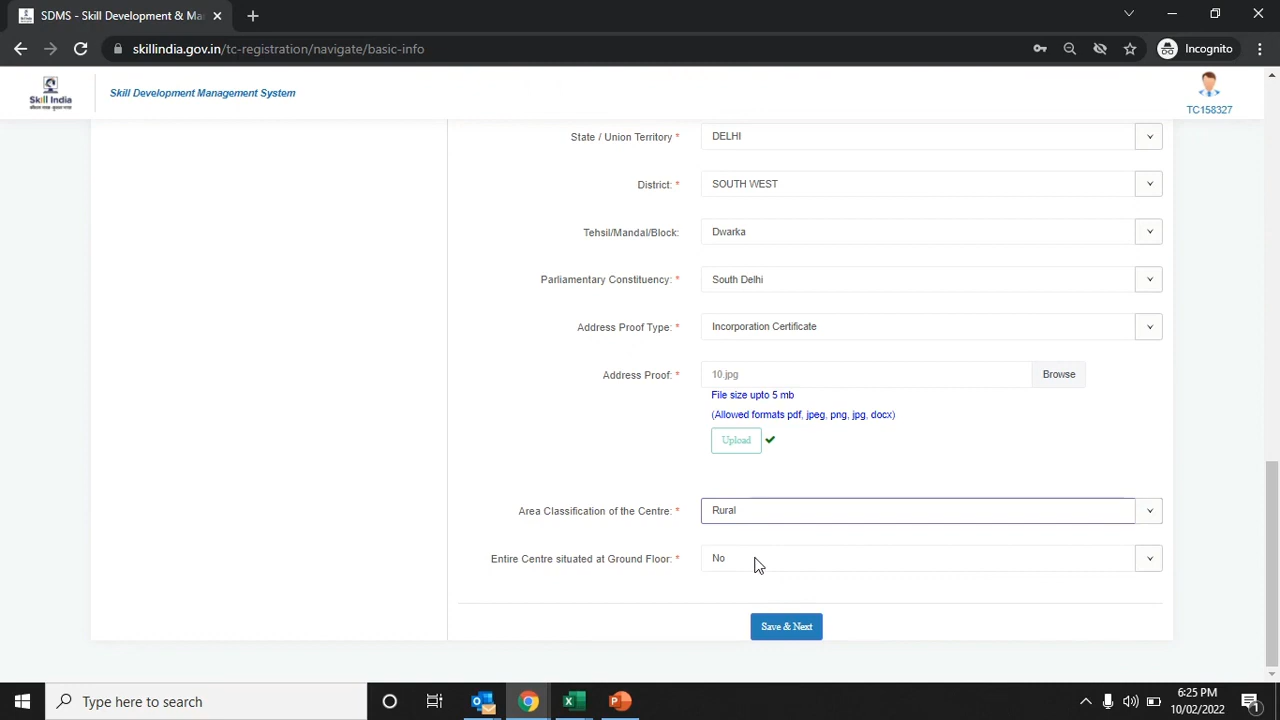 SDMS - Skill Development & Ma
skillindia.gov.in/tc-registration/navigate/basic-info
Incognito
Skill India
Skill Development Management System
TC158327
State / Union Territory *
DELHI
District: *
SOUTH WEST
Tehsil/Mandal/Block:
Dwarka
Parliamentary Constituency: *
South Delhi
Address Proof Type: *
Incorporation Certificate
Address Proof: *
10.jpg
Browse
File size upto 5 mb
(Allowed formats pdf, jpeg, png, jpg, docx)
Upload
Area Classification of the Centre: *
Rural
Entire Centre situated at Ground Floor: *
No
Save & Next
Type here to search
6:25 PM
10/02/2022
1